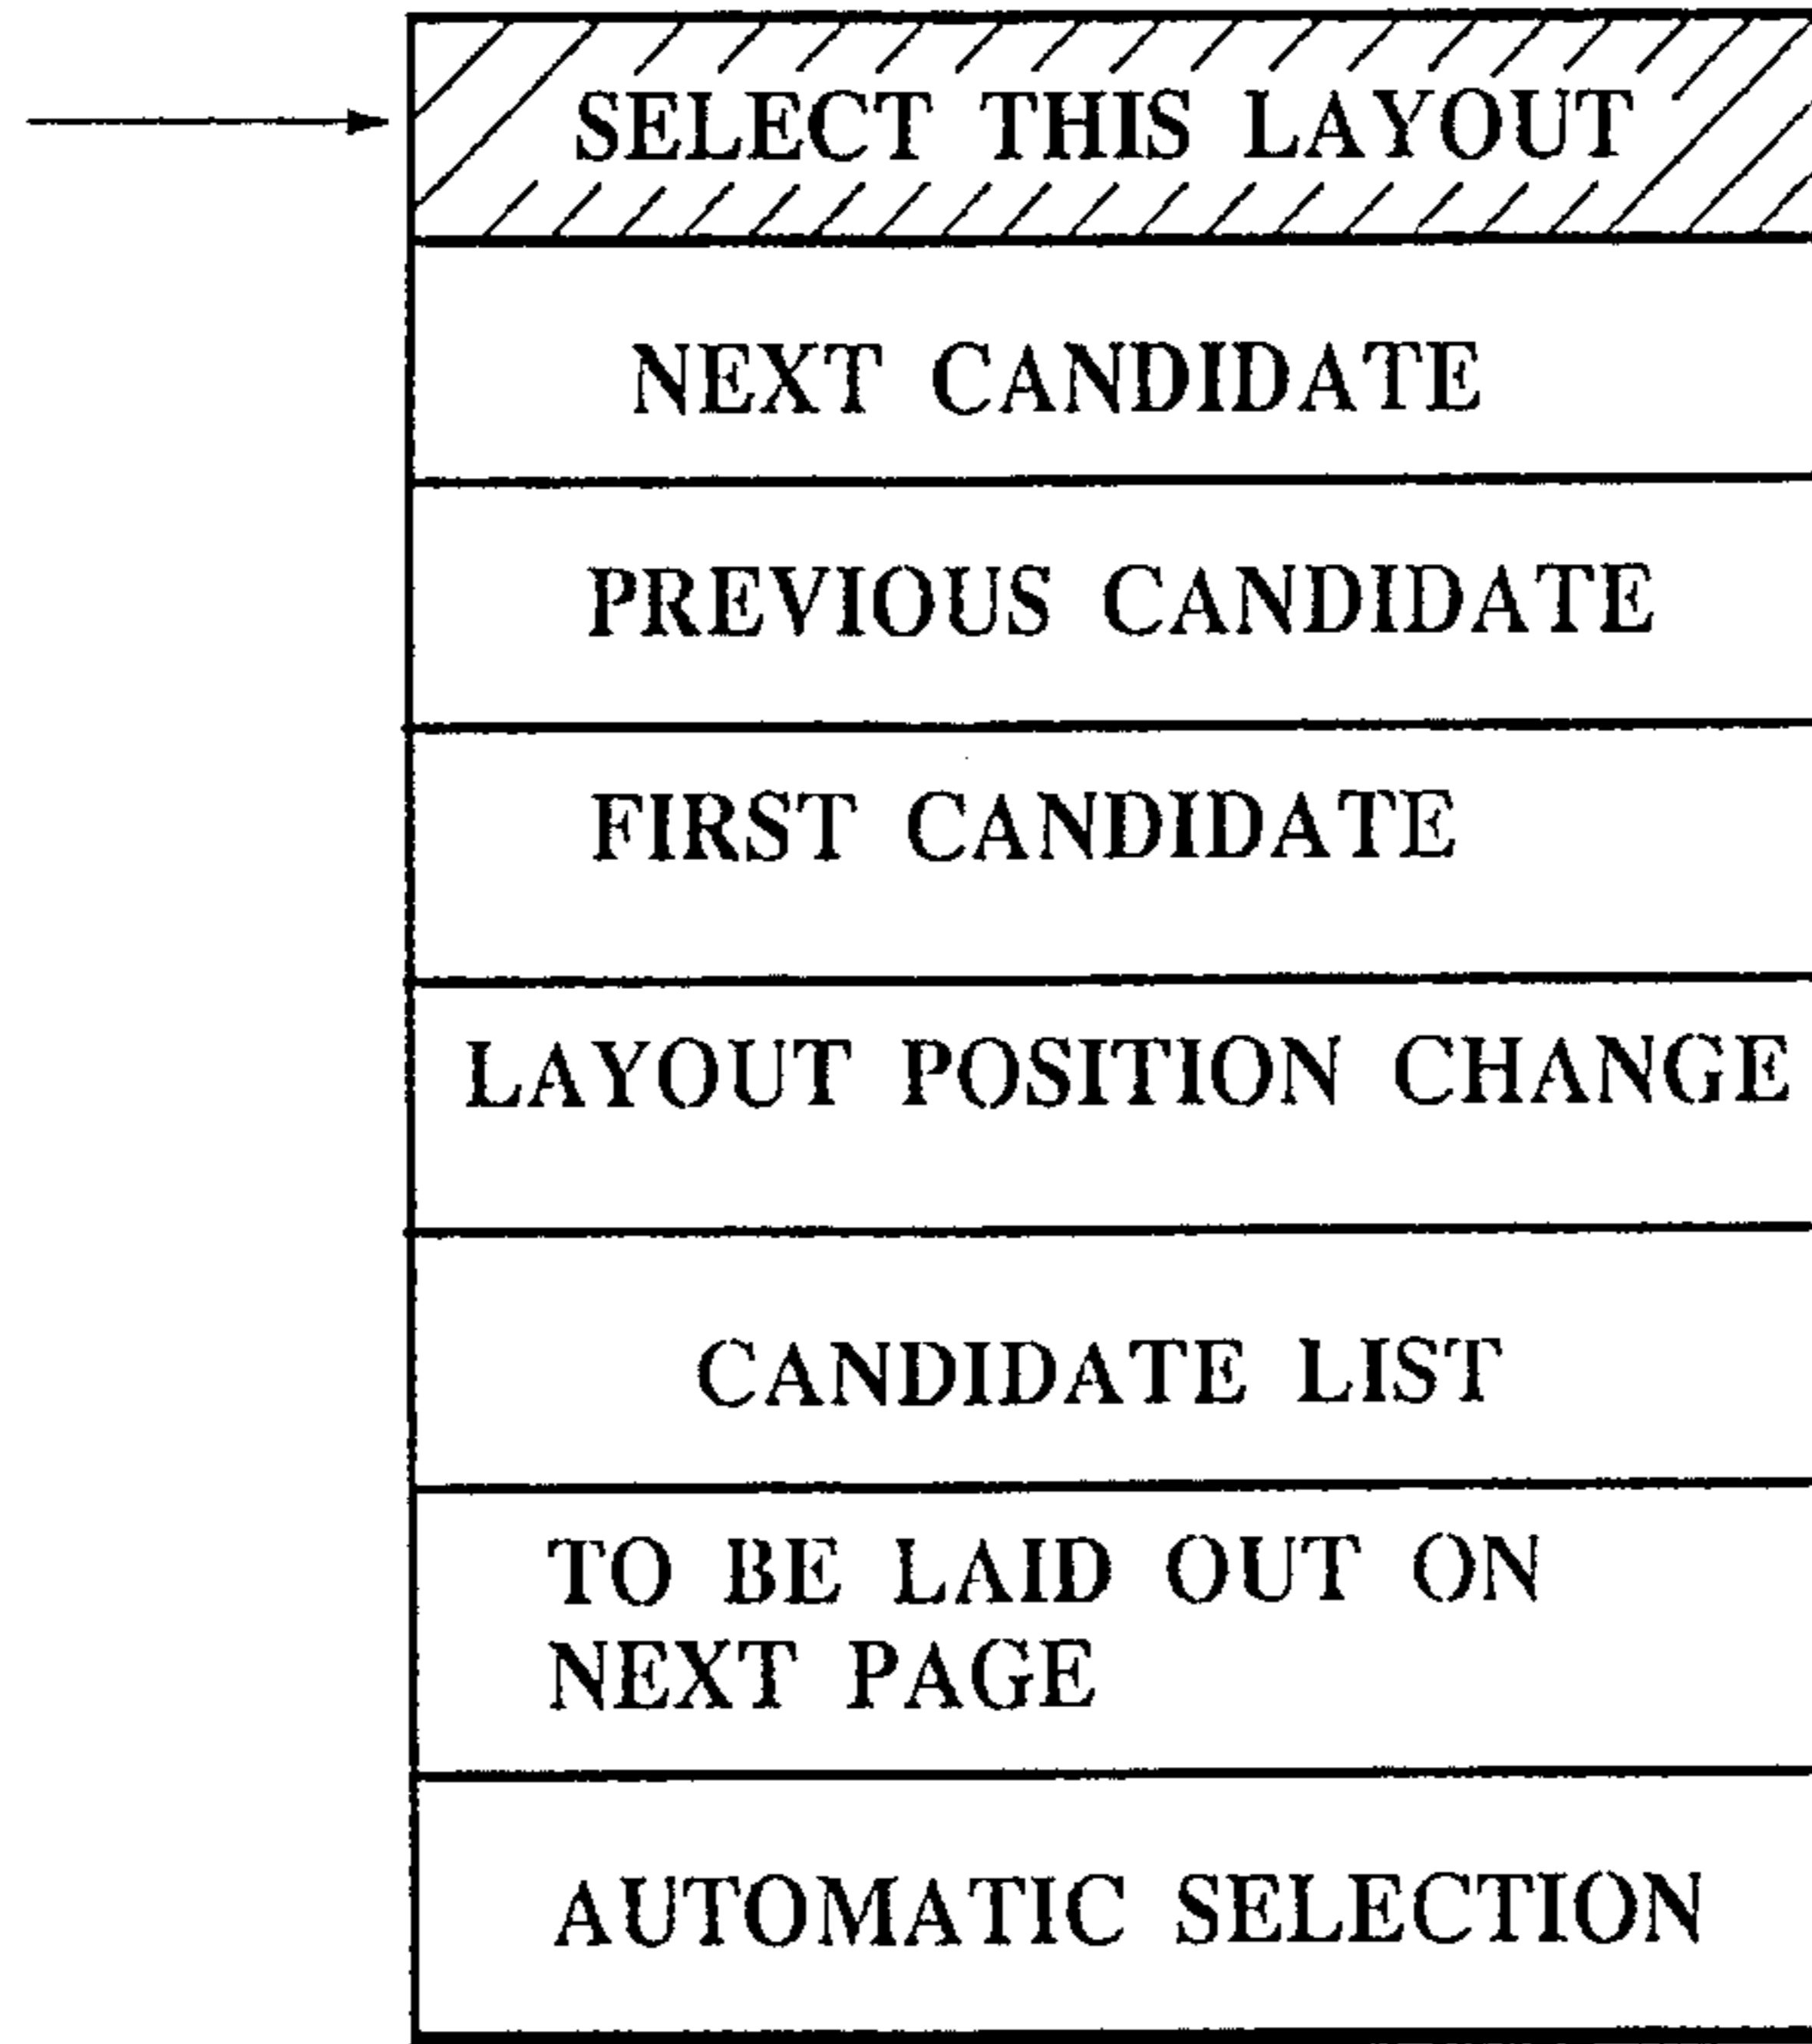 SELECT THIS LAYOUT
NEXT CANDIDATE
PREVIOUS CANDIDATE
FIRST CANDIDATE
LAYOUT POSITION CHANGE
CANDIDATE LIST
TO BE LAID OUT ON
NEXT PAGE
AUTOMATIC SELECTION